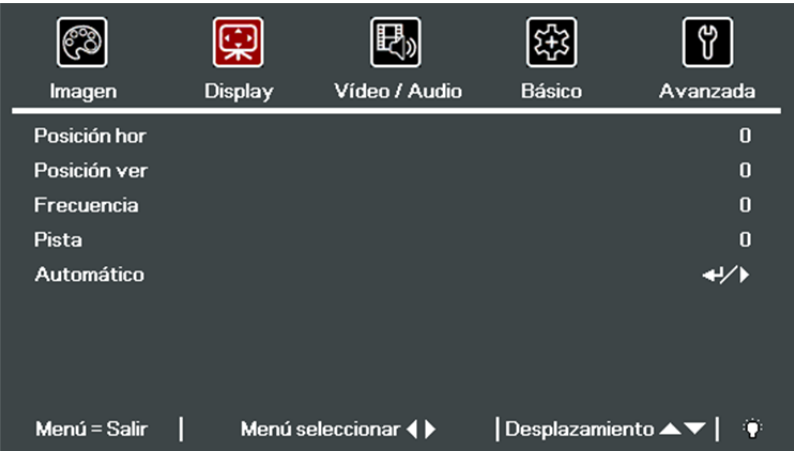 Imagen Display Vídeo / Audio Básico Avanzada
Posición hor 0
Posición ver 0
Frecuencia 0
Pista 0
Automático
Menú = Salir | Menú seleccionar | Desplazamiento |